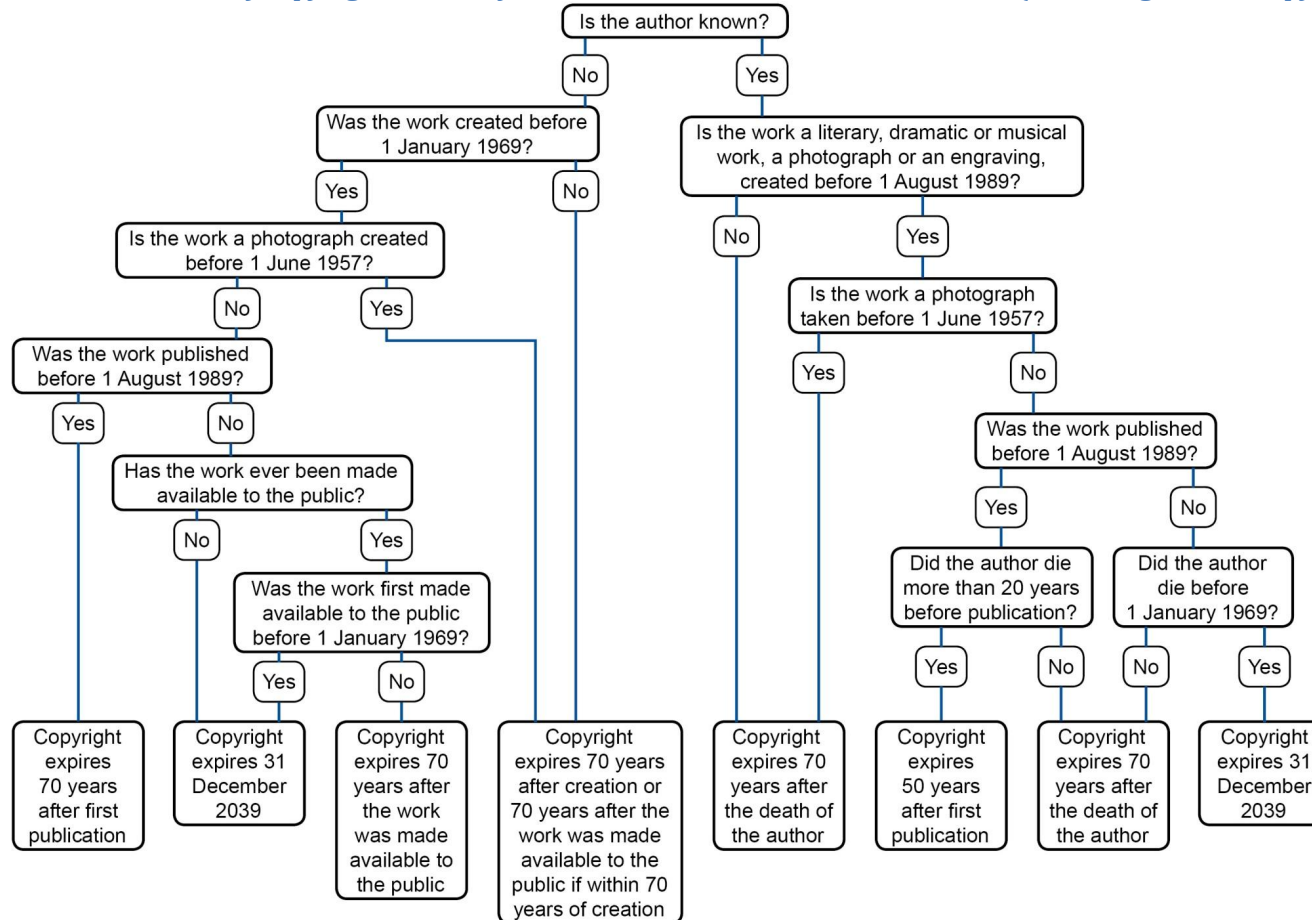 Is the author known?
No
Yes
Was the work created before
1 January 1969?
Is the work a literary, dramatic or musical
work, a photograph or an engraving,
created before 1 August 1989?
Yes
No
No
Yes
Is the work a photograph created
before 1 June 1957?
Is the work a photograph
taken before 1 June 1957?
No
Yes
Yes
No
Was the work published
before 1 August 1989?
Was the work published
before 1 August 1989?
Yes
No
Yes
No
Has the work ever been made
available to the public?
No
Yes
Did the author die
more than 20 years
before publication?
Did the author
die before
1 January 1969?
Was the work first made
available to the public
before 1 January 1969?
Yes
No
Yes
No
No
Yes
Copyright
expires
70 years
after first
publication
Copyright
expires 31
December
2039
Copyright
expires 70
years after
the work
was made
available to
the public
Copyright
expires 70 years
after creation or
70 years after the
work was made
available to the
public if within 70
years of creation
Copyright
expires 70
years after
the death of
the author
Copyright
expires
50 years
after first
publication
Copyright
expires 70
years after
the death of
the author
Copyright
expires 31
December
2039